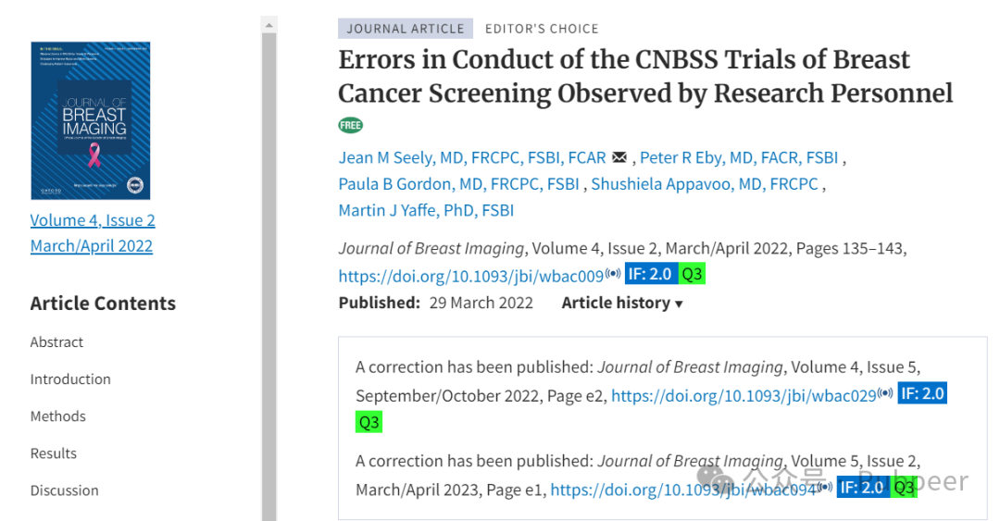 JOURNAL OF
BREAST
IMAGING
OXFORD
Volume 4, Issue 2
March/April 2022
Article Contents
Abstract
Introduction
Methods
Results
Discussion
JOURNAL ARTICLE EDITOR'S CHOICE
Errors in Conduct of the CNBSS Trials of Breast
Cancer Screening Observed by Research Personnel
FREE
Jean M Seely, MD, FRCPC, FSBI, FCAR , Peter R Eby, MD, FACR, FSBI ,
Paula B Gordon, MD, FRCPC, FSBI , Shushiela Appavoo, MD, FRCPC ,
Martin J Yaffe, PhD, FSBI
Journal of Breast Imaging, Volume 4, Issue 2, March/April 2022, Pages 135–143,
https://doi.org/10.1093/jbi/wbac009 IF: 2.0 Q3
Published: 29 March 2022 Article history ▾
A correction has been published: Journal of Breast Imaging, Volume 4, Issue 5,
September/October 2022, Page e2, https://doi.org/10.1093/jbi/wbac029 IF: 2.0
Q3
A correction has been published: Journal of Breast Imaging, Volume 5, Issue 2,
March/April 2023, Page e1, https://doi.org/10.1093/jbi/wbac094 IF: 2.0 Q3
公众号 · Pubpeer